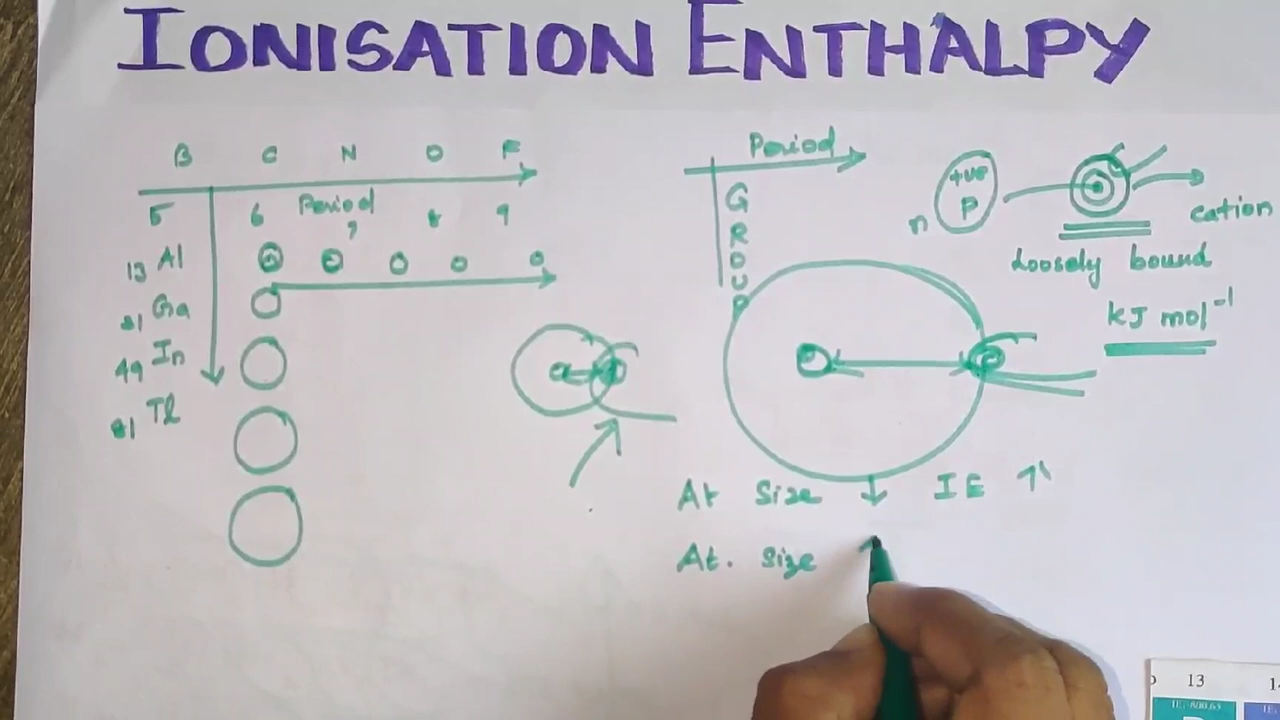 IONISATION ENTHALPY
B C N O F
5 6 Period 7 8 9
13 Al
31 Ga
49 In
81 Tl
Period
GROUP
+ve
P
n
cation
Loosely bound
kJ mol⁻¹
At Size ↓ IE ↑
At. Size ↑
13